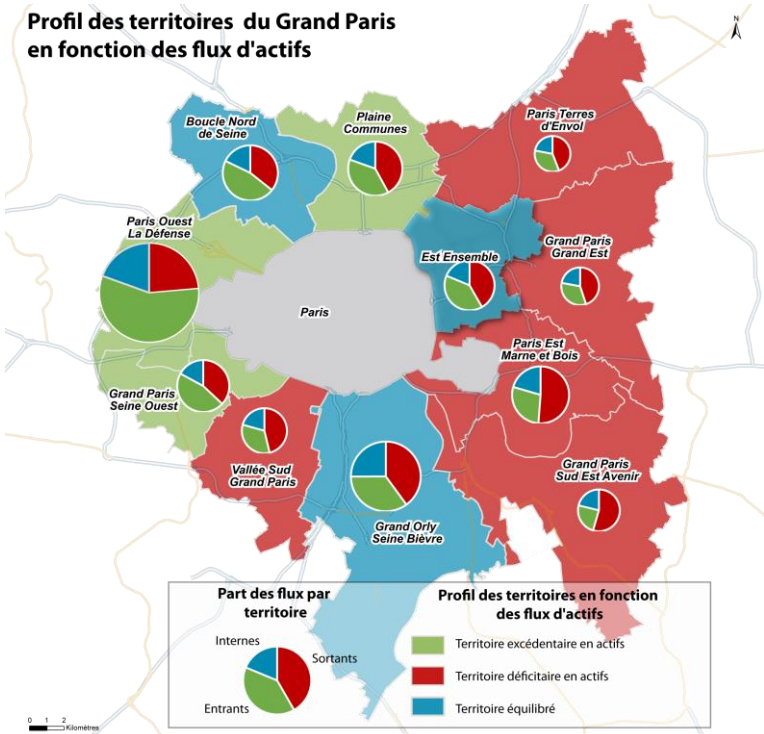 Profil des territoires du Grand Paris
en fonction des flux d'actifs
N
Boucle Nord
de Seine
Plaine
Communes
Paris Terres
d'Envol
Paris Ouest
La Défense
Est Ensemble
Grand Paris
Grand Est
Paris
Paris Est
Marne et Bois
Grand Paris
Seine Ouest
Vallée Sud
Grand Paris
Grand Paris
Sud Est Avenir
Grand Orly
Seine Bièvre
Part des flux par
territoire
Internes
Sortants
Entrants
Profil des territoires en fonction
des flux d'actifs
Territoire excédentaire en actifs
Territoire déficitaire en actifs
Territoire équilibré
0 1 2
Kilomètres